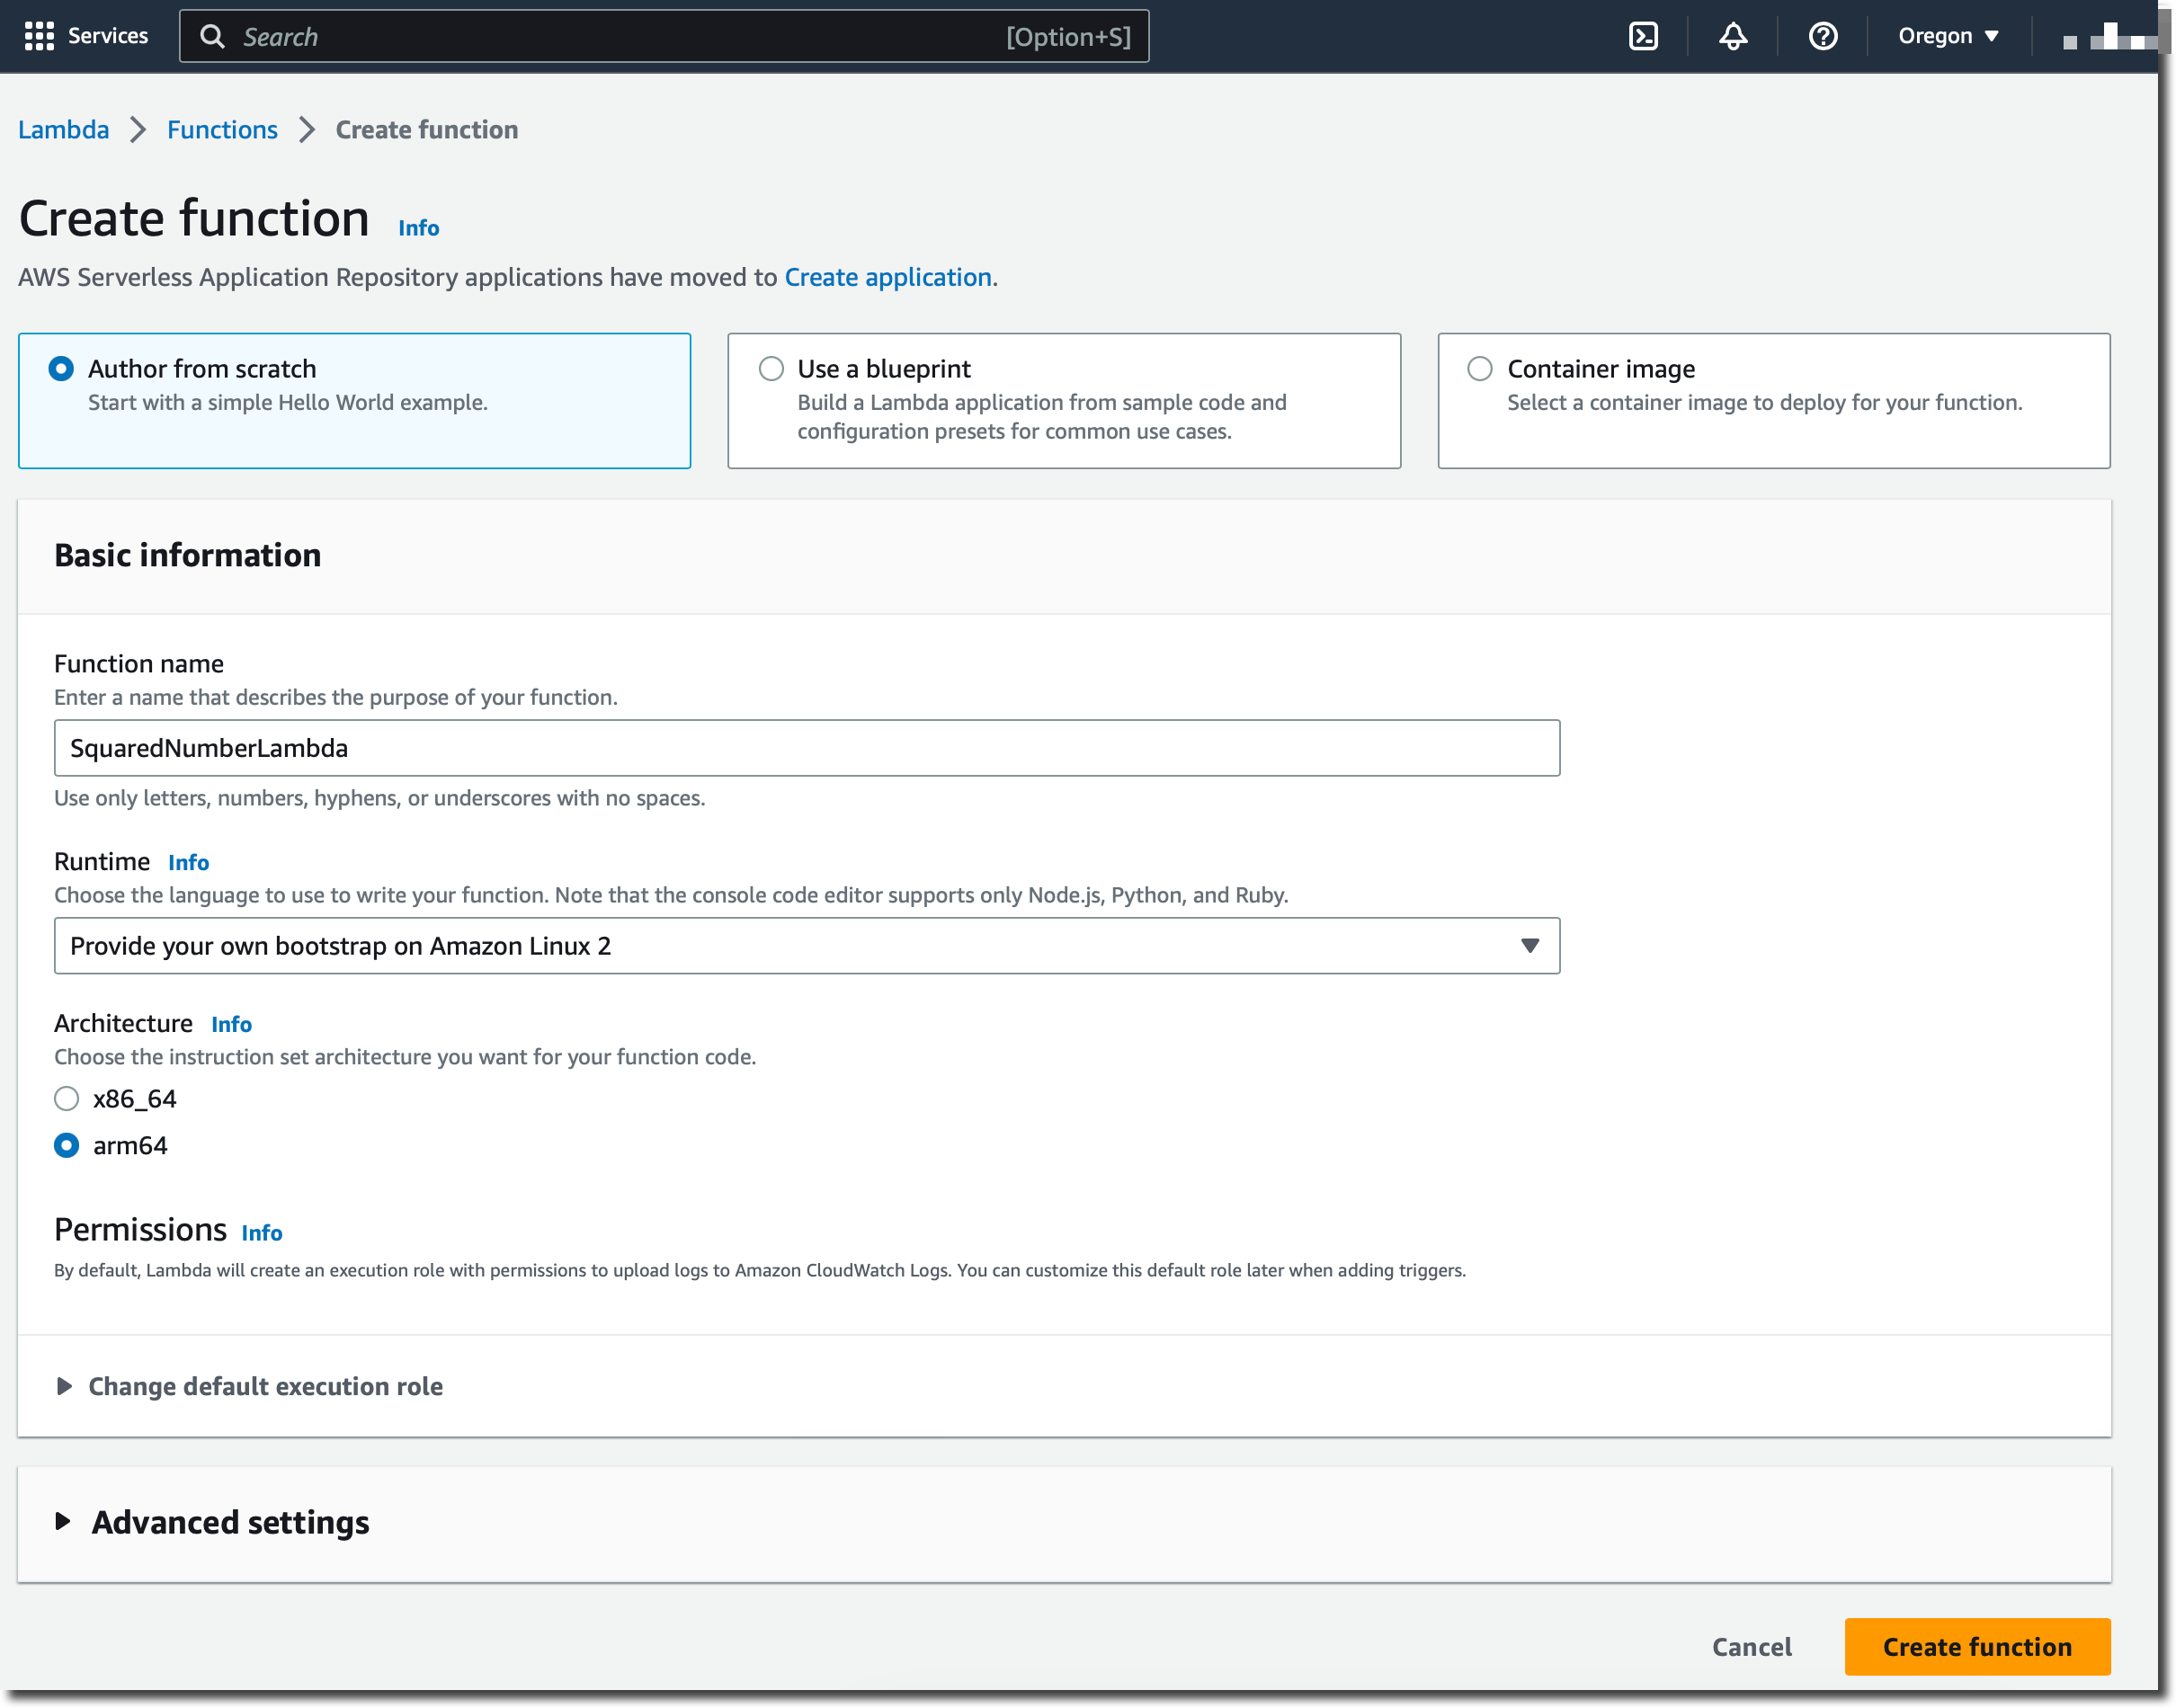 Services
Search [Option+S]
Oregon
Lambda Functions Create function
Create function Info
AWS Serverless Application Repository applications have moved to Create application.
Author from scratch
Start with a simple Hello World example.
Use a blueprint
Build a Lambda application from sample code and
configuration presets for common use cases.
Container image
Select a container image to deploy for your function.
Basic information
Function name
Enter a name that describes the purpose of your function.
SquaredNumberLambda
Use only letters, numbers, hyphens, or underscores with no spaces.
Runtime Info
Choose the language to use to write your function. Note that the console code editor supports only Node.js, Python, and Ruby.
Provide your own bootstrap on Amazon Linux 2
Architecture Info
Choose the instruction set architecture you want for your function code.
x86_64
arm64
Permissions Info
By default, Lambda will create an execution role with permissions to upload logs to Amazon CloudWatch Logs. You can customize this default role later when adding triggers.
Change default execution role
Advanced settings
Cancel
Create function